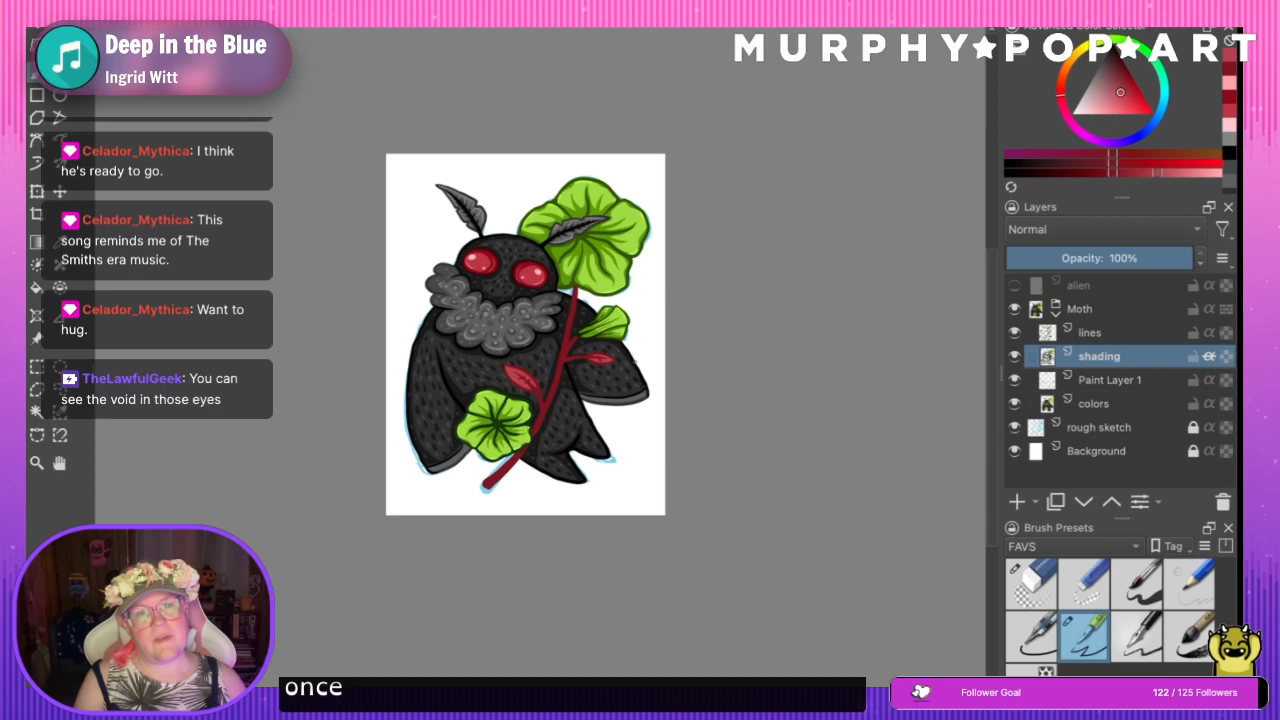 Deep in the Blue
Ingrid Witt
MURPHY★POP★ART
Celador_Mythica: I think
he's ready to go.
Celador_Mythica: This
song reminds me of The
Smiths era music.
Celador_Mythica: Want to
hug.
TheLawfulGeek: You can
see the void in those eyes
Advanced Color Selector
Layers
Normal
Opacity: 100%
alien
Moth
lines
shading
Paint Layer 1
colors
rough sketch
Background
Brush Presets
FAVS
Tag
once
Follower Goal
122 / 125 Followers